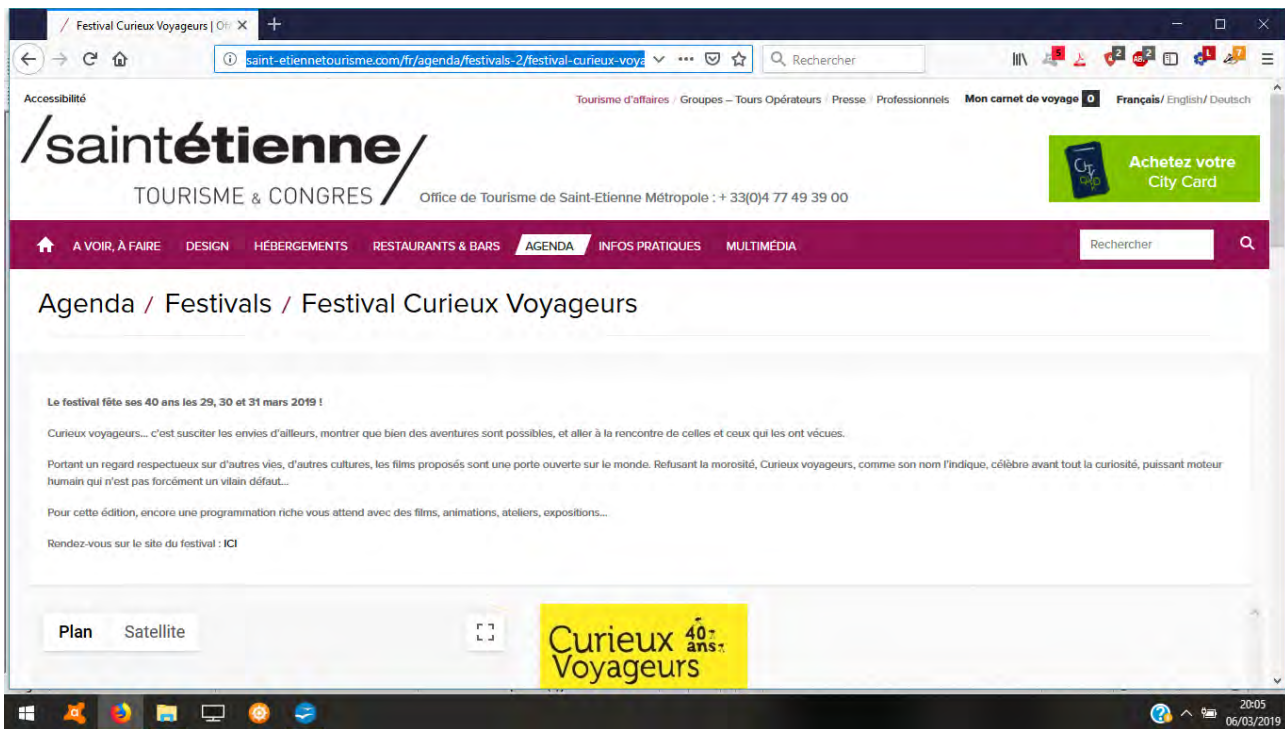 Festival Curieux Voyageurs | Of
saint-etiennetourisme.com/fr/agenda/festivals-2/festival-curieux-voya
Rechercher
Accessibilité
Tourisme d'affaires / Groupes – Tours Opérateurs / Presse / Professionnels Mon carnet de voyage 0 Français/ English/ Deutsch
/saintétienne/
TOURISME & CONGRES
Office de Tourisme de Saint-Etienne Métropole : + 33(0)4 77 49 39 00
Achetez votre
City Card
A VOIR, À FAIRE DESIGN HÉBERGEMENTS RESTAURANTS & BARS AGENDA INFOS PRATIQUES MULTIMÉDIA Rechercher
Agenda / Festivals / Festival Curieux Voyageurs
Le festival fête ses 40 ans les 29, 30 et 31 mars 2019 !
Curieux voyageurs... c'est susciter les envies d'ailleurs, montrer que bien des aventures sont possibles, et aller à la rencontre de celles et ceux qui les ont vécues.
Portant un regard respectueux sur d'autres vies, d'autres cultures, les films proposés sont une porte ouverte sur le monde. Refusant la morosité, Curieux voyageurs, comme son nom l'indique, célèbre avant tout la curiosité, puissant moteur
humain qui n'est pas forcément un vilain défaut...
Pour cette édition, encore une programmation riche vous attend avec des films, animations, ateliers, expositions...
Rendez-vous sur le site du festival : ICI
Plan Satellite
Curieux 40 ans
Voyageurs
20:05
06/03/2019